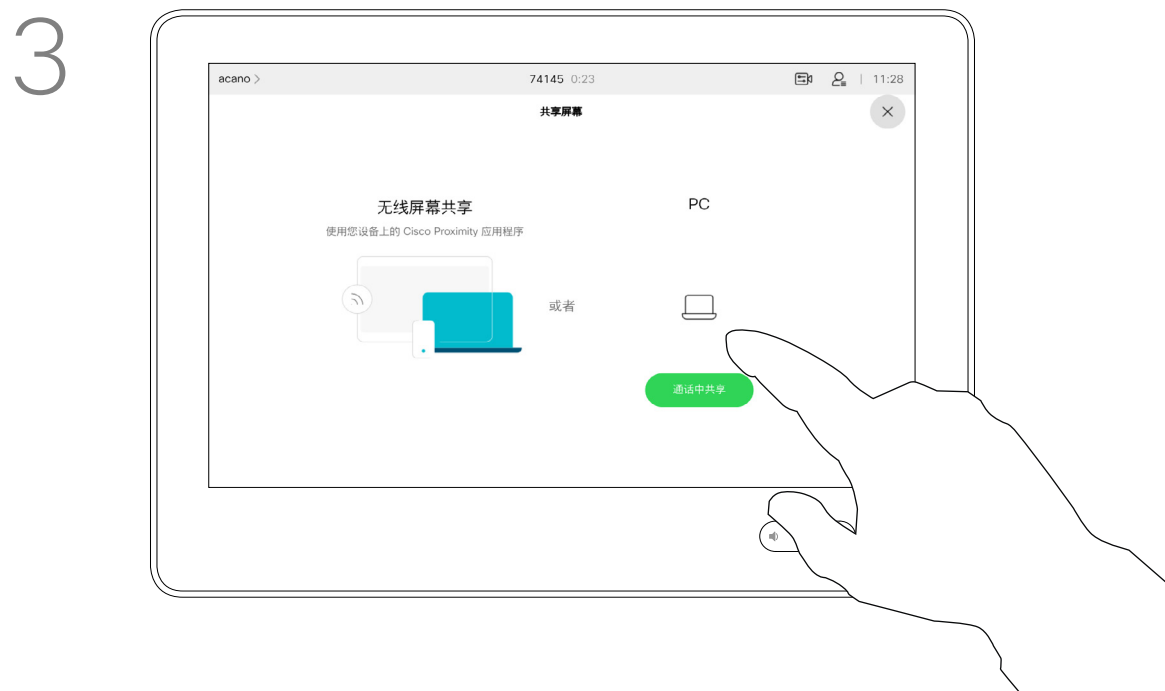 3
acano >
74145 0:23
11:28
共享屏幕
无线屏幕共享
使用您设备上的 Cisco Proximity 应用程序
或者
PC
通话中共享